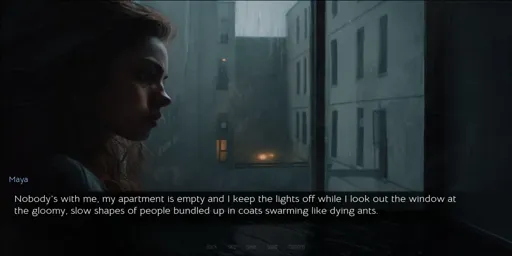 Maya
Nobody's with me, my apartment is empty and I keep the lights off while I look out the window at
the gloomy, slow shapes of people bundled up in coats swarming like dying ants.